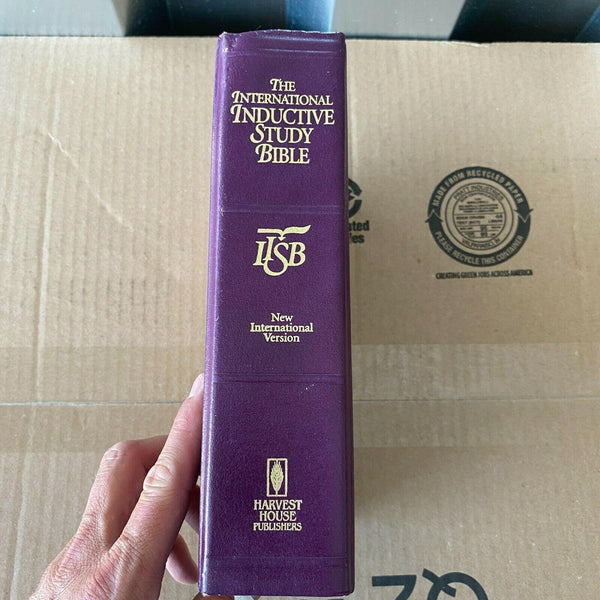 THE
INTERNATIONAL
INDUCTIVE
STUDY
BIBLE
IISB
New
International
Version
HARVEST
HOUSE
PUBLISHERS
MADE FROM RECYCLED PAPER
PLEASE RECYCLE THIS CONTAINER
CREATING GREEN JOBS ACROSS AMERICA